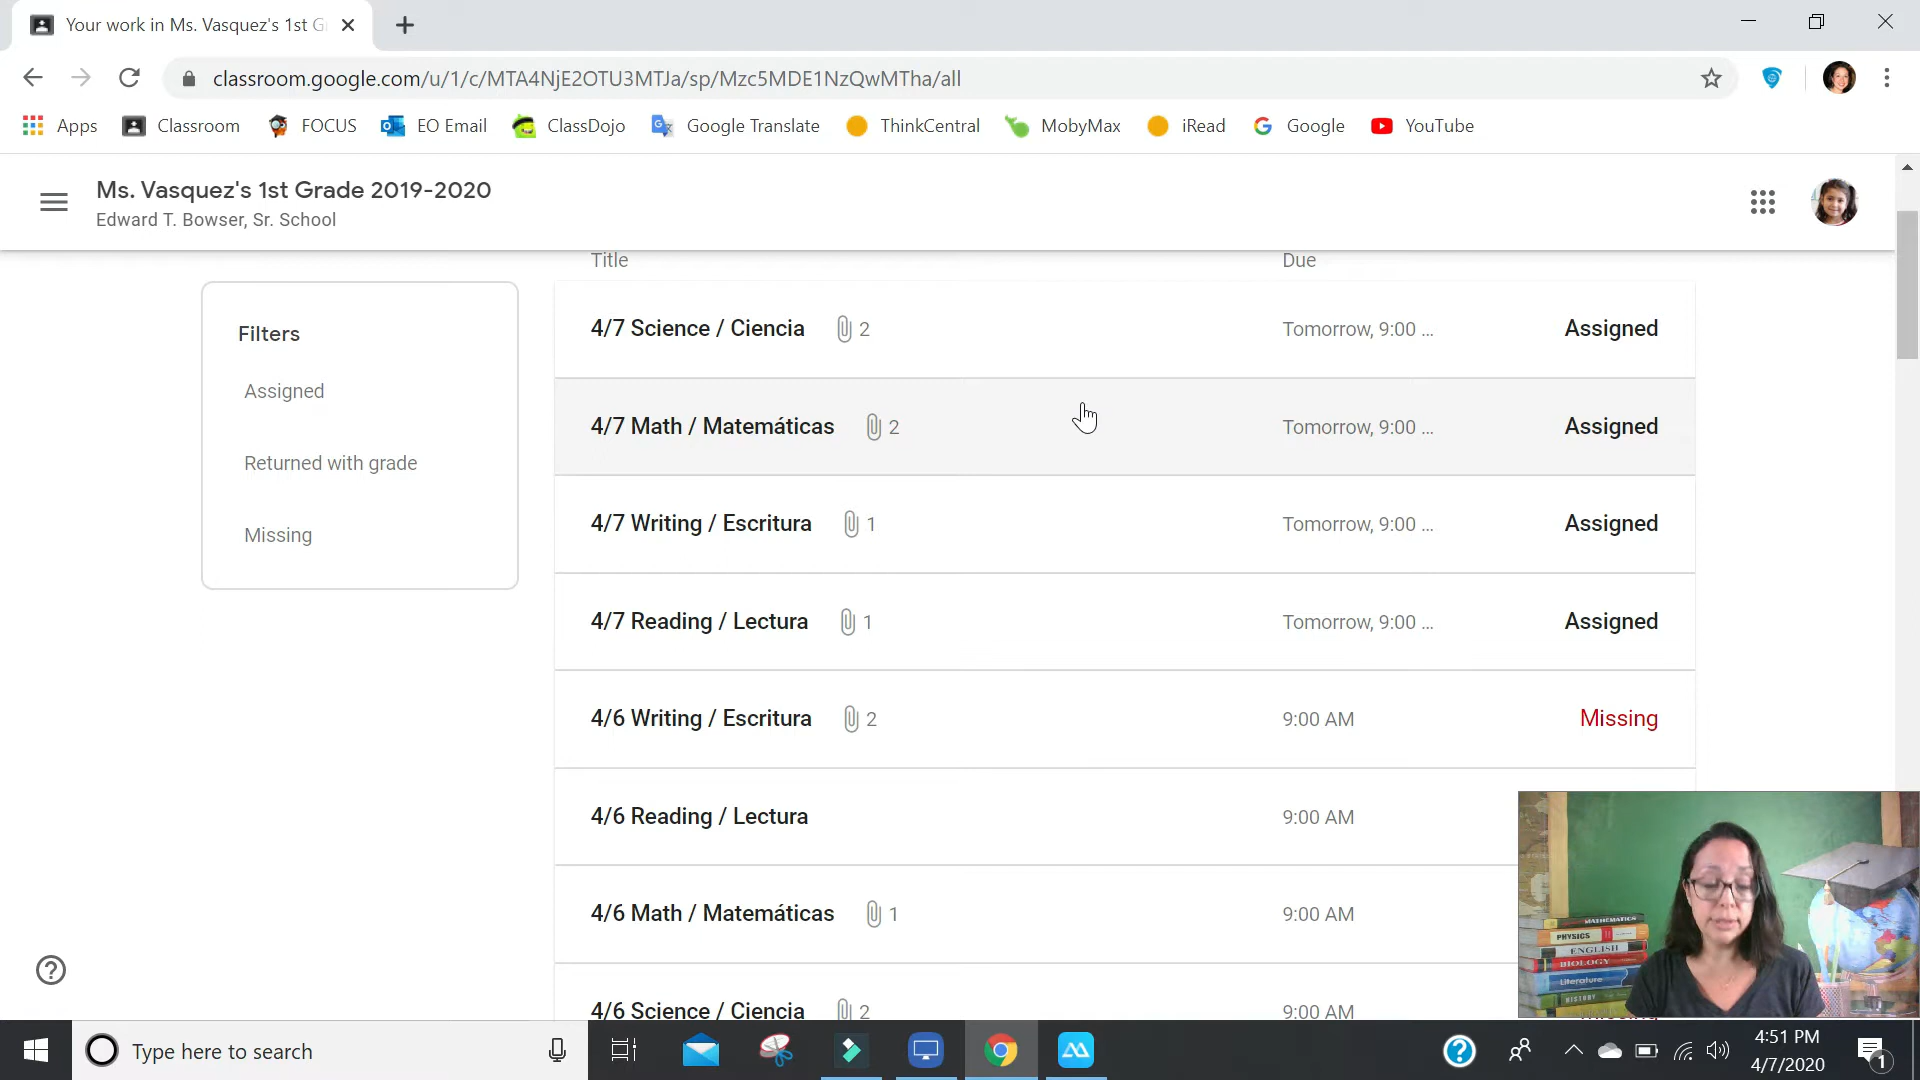 Your work in Ms. Vasquez's 1st G
classroom.google.com/u/1/c/MTA4NjE2OTU3MTJa/sp/Mzc5MDE1NzQwMTha/all
Apps Classroom FOCUS EO Email ClassDojo Google Translate ThinkCentral MobyMax iRead Google YouTube
Ms. Vasquez's 1st Grade 2019-2020
Edward T. Bowser, Sr. School
Title Due
Filters
Assigned
Returned with grade
Missing
4/7 Science / Ciencia 2 Tomorrow, 9:00 ... Assigned
4/7 Math / Matemáticas 2 Tomorrow, 9:00 ... Assigned
4/7 Writing / Escritura 1 Tomorrow, 9:00 ... Assigned
4/7 Reading / Lectura 1 Tomorrow, 9:00 ... Assigned
4/6 Writing / Escritura 2 9:00 AM Missing
4/6 Reading / Lectura 9:00 AM
4/6 Math / Matemáticas 1 9:00 AM
4/6 Science / Ciencia 2 9:00 AM
MATHEMATICS
PHYSICS
ENGLISH
BIOLOGY
Literature
HISTORY
Type here to search
4:51 PM
4/7/2020
1